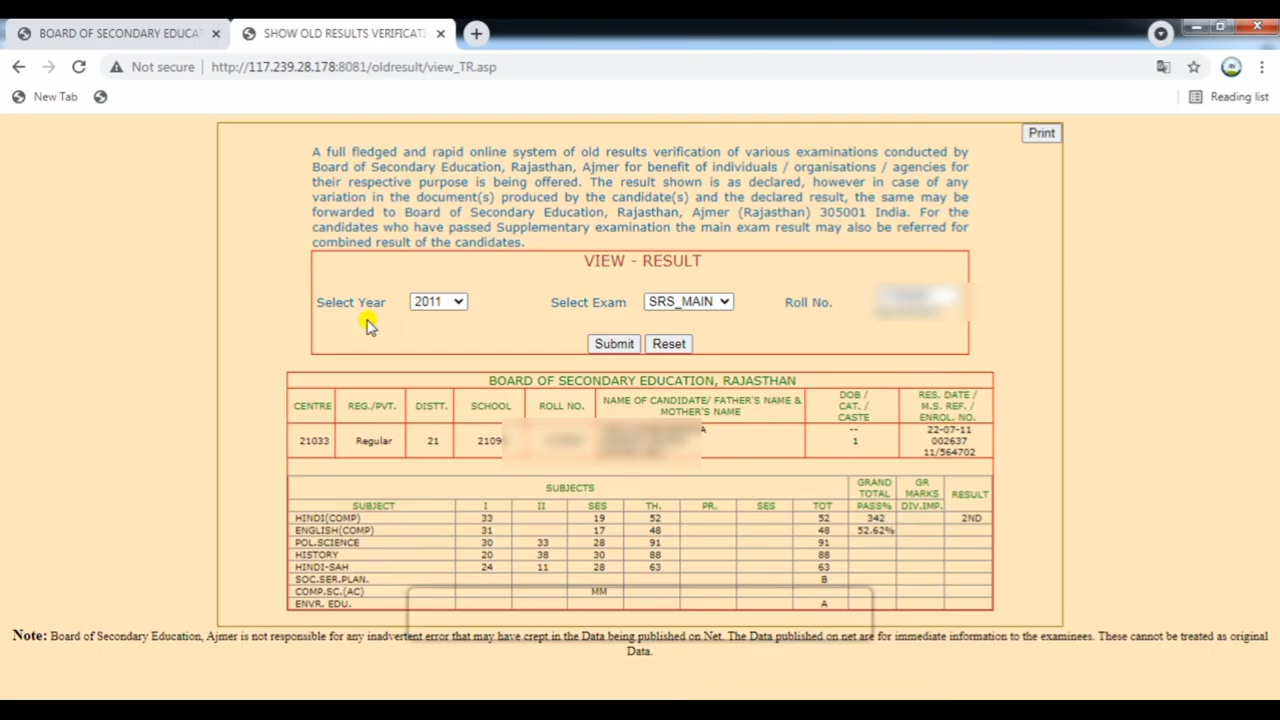 BOARD OF SECONDARY EDUCA
SHOW OLD RESULTS VERIFICATI
Not secure
http://117.239.28.178:8081/oldresult/view_TR.asp
New Tab
Reading list
Print
A full fledged and rapid online system of old results verification of various examinations conducted by
Board of Secondary Education, Rajasthan, Ajmer for benefit of individuals / organisations / agencies for
their respective purpose is being offered. The result shown is as declared, however in case of any
variation in the document(s) produced by the candidate(s) and the declared result, the same may be
forwarded to Board of Secondary Education, Rajasthan, Ajmer (Rajasthan) 305001 India. For the
candidates who have passed Supplementary examination the main exam result may also be referred for
combined result of the candidates.
VIEW - RESULT
Select Year 2011 Select Exam SRS_MAIN Roll No.
Submit Reset
BOARD OF SECONDARY EDUCATION, RAJASTHAN
CENTRE REG./PVT. DISTT. SCHOOL ROLL NO. NAME OF CANDIDATE/ FATHER'S NAME & MOTHER'S NAME DOB / CAT. / CASTE RES. DATE / M.S. REF. / ENROL. NO.
21033 Regular 21 2109 A -- 1 22-07-11 002637 11/564702
SUBJECTS GRAND TOTAL PASS% GR MARKS DIV.IMP. RESULT
SUBJECT I II SES TH. PR. SES TOT
HINDI(COMP) 33 19 52 52 342 2ND
ENGLISH(COMP) 31 17 48 48 52.62%
POL.SCIENCE 30 33 28 91 91
HISTORY 20 38 30 88 88
HINDI-SAH 24 11 28 63 63
SOC.SER.PLAN. B
COMP.SC.(AC) MM
ENVR. EDU. A
Note: Board of Secondary Education, Ajmer is not responsible for any inadvertent error that may have crept in the Data being published on Net. The Data published on net are for immediate information to the examinees. These cannot be treated as original
Data.